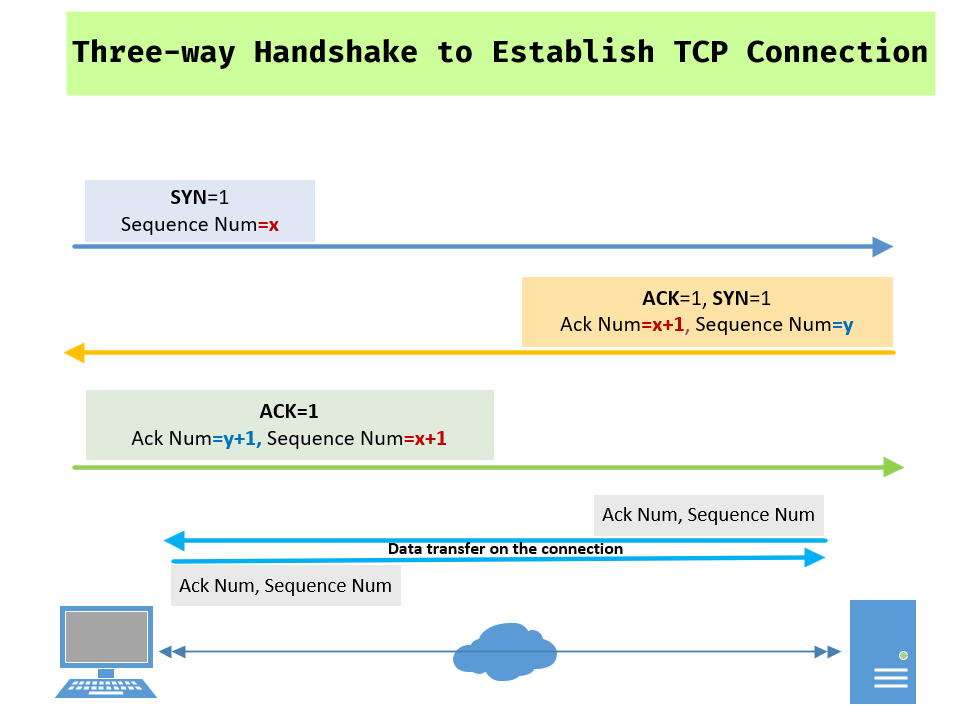 Three-way Handshake to Establish TCP Connection
SYN=1
Sequence Num=x
ACK=1, SYN=1
Ack Num=x+1, Sequence Num=y
ACK=1
Ack Num=y+1, Sequence Num=x+1
Ack Num, Sequence Num
Data transfer on the connection
Ack Num, Sequence Num